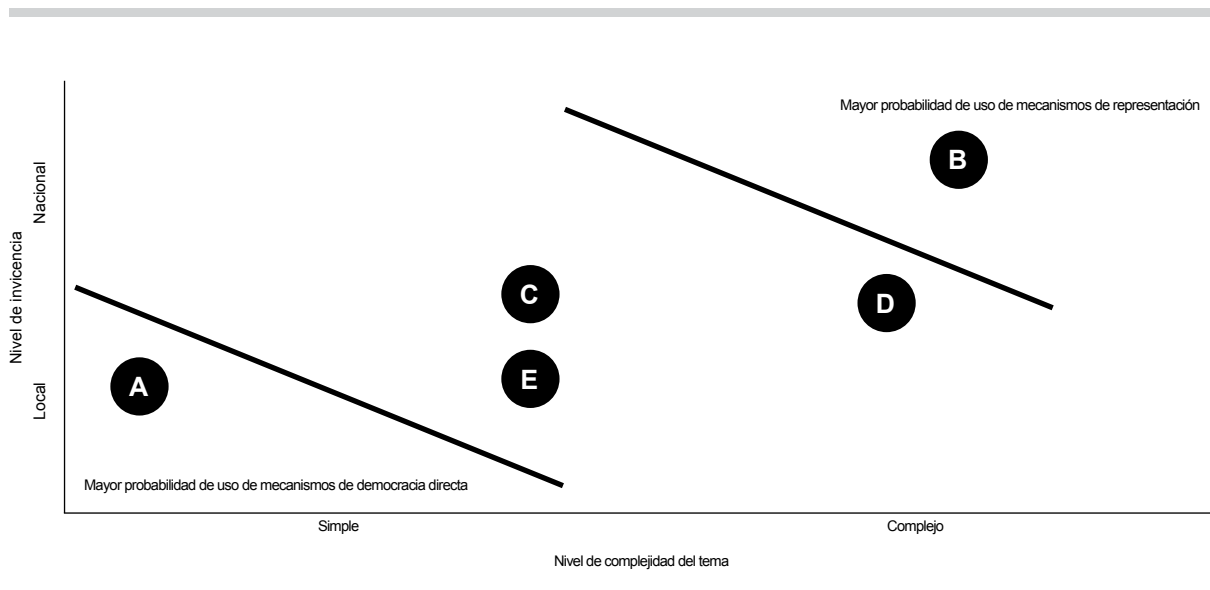 Mayor probabilidad de uso de mecanismos de representación
B
Nacional
Nivel de invicencia
C
D
E
A
Local
Mayor probabilidad de uso de mecanismos de democracia directa
Simple
Complejo
Nivel de complejidad del tema